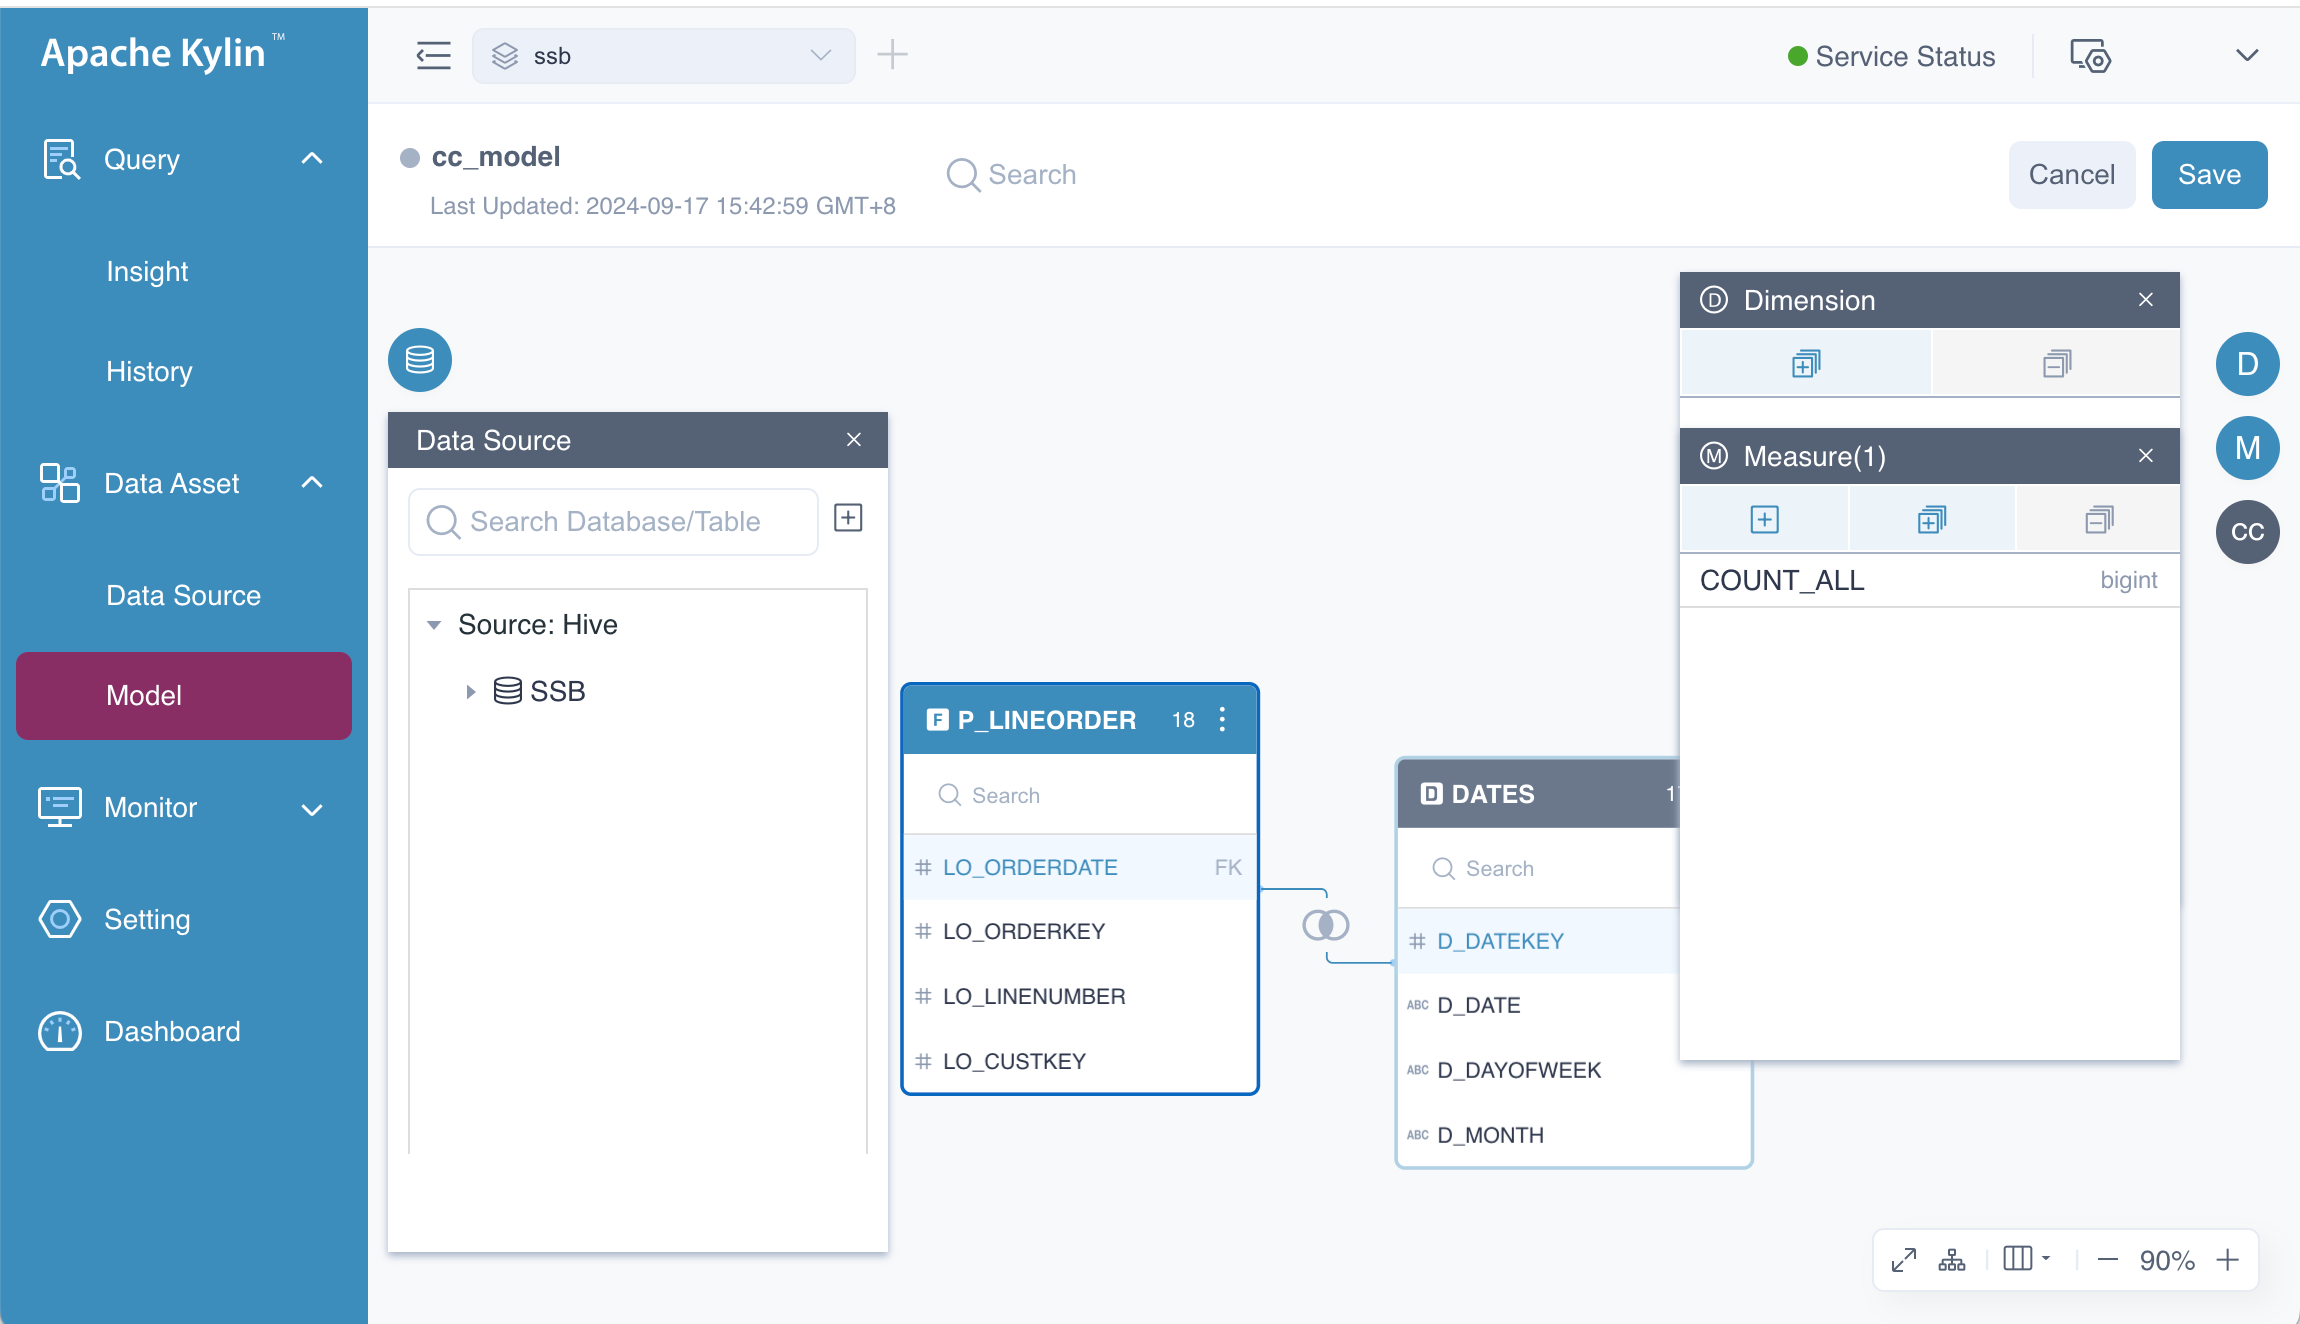 Apache Kylin ™
Query
Insight
History
Data Asset
Data Source
Model
Monitor
Setting
Dashboard
ssb
Service Status
cc_model
Last Updated: 2024-09-17 15:42:59 GMT+8
Search
Cancel
Save
Data Source
Search Database/Table
Source: Hive
SSB
F P_LINEORDER 18
Search
LO_ORDERDATE FK
LO_ORDERKEY
LO_LINENUMBER
LO_CUSTKEY
D DATES
Search
D_DATEKEY
ABC D_DATE
ABC D_DAYOFWEEK
ABC D_MONTH
D Dimension
M Measure(1)
COUNT_ALL bigint
D
M
CC
90%